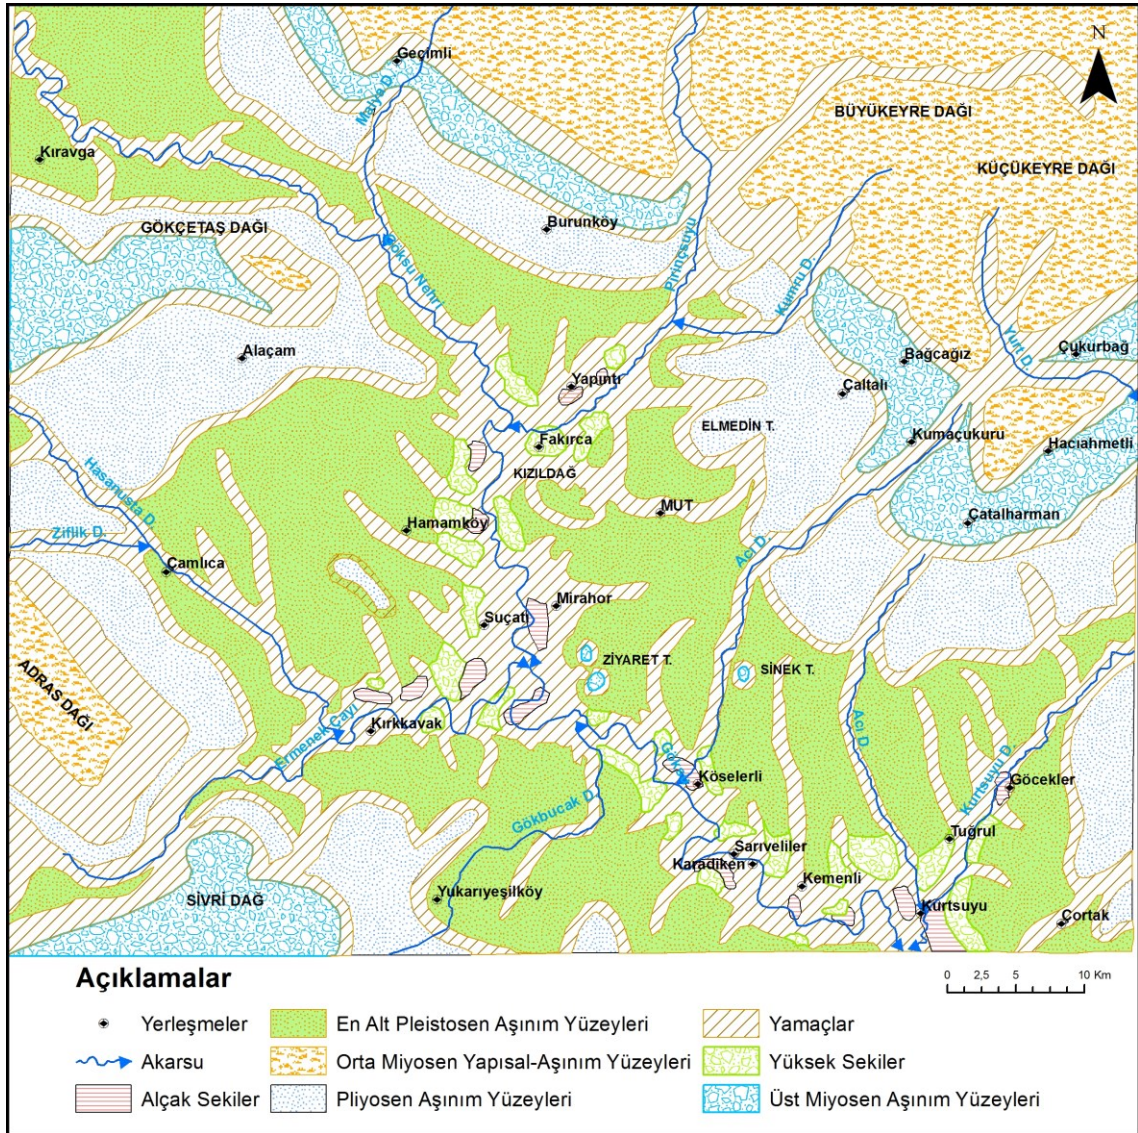 N
Geçimli
Malya D.
BÜYÜKEYRE DAĞI
Kıravga
KÜÇÜKEYRE DAĞI
GÖKÇETAŞ DAĞI
Burunköy
Göksu Nehri
Pirinçsuyu
Kumru D.
Yurt D.
Çukurbağ
Alaçam
Bağcağız
Yapıntı
Çaltalı
ELMEDİN T.
Fakırca
Kumaçukuru
Hacıahmetli
KIZILDAĞ
Hasanusta D.
MUT
Çatalharman
Hamamköy
Ziflik D.
Acı D.
Çamlıca
Mirahor
Suçatı
ZİYARET T.
SİNEK T.
ADRAS DAĞI
Ermenek Çayı
Kırkkavak
Acı D.
Kurtsuyu D.
Köselerli
Göcekler
Gökbucak D.
Tuğrul
Sarıveliler
Karadiken
Kemenli
SİVRİ DAĞ
Yukarıyeşilköy
Kurtsuyu
Çortak
Açıklamalar
0 2,5 5 10 Km
Yerleşmeler
En Alt Pleistosen Aşınım Yüzeyleri
Yamaçlar
Akarsu
Orta Miyosen Yapısal-Aşınım Yüzeyleri
Yüksek Sekiler
Alçak Sekiler
Pliyosen Aşınım Yüzeyleri
Üst Miyosen Aşınım Yüzeyleri